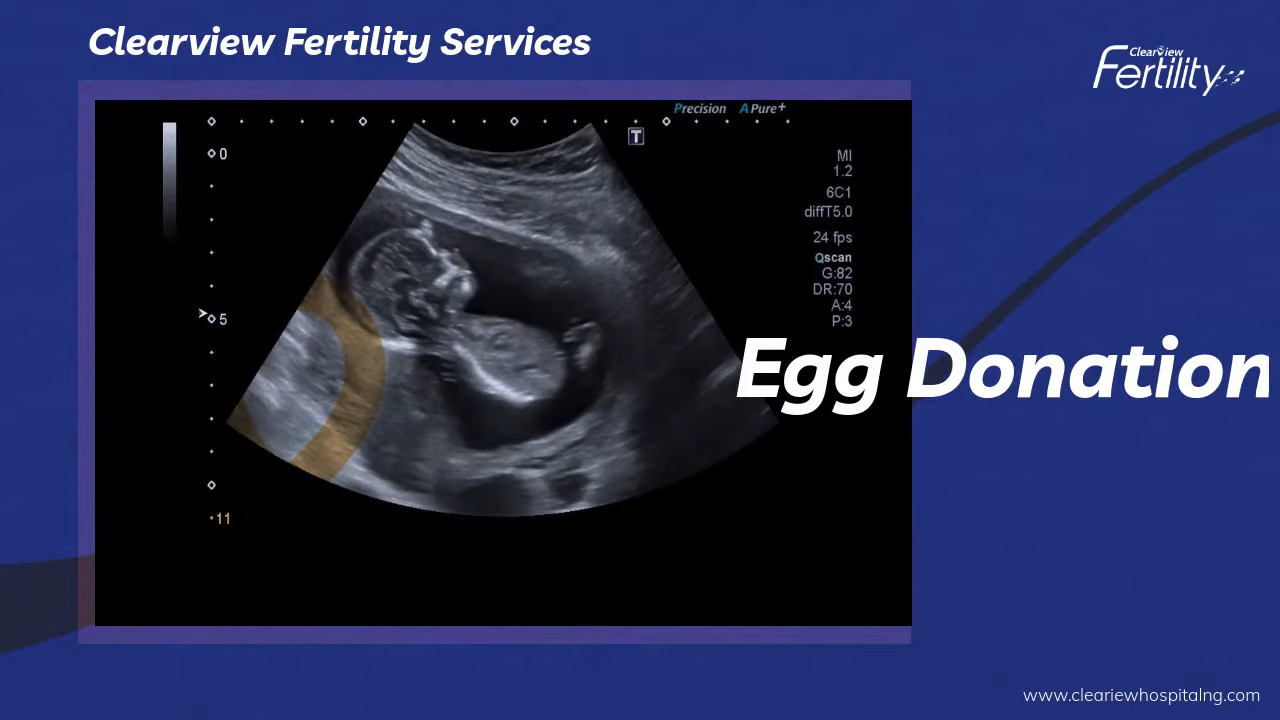 Clearview Fertility Services
ClearView
Fertility
Precision APure+
T
0
5
11
MI
1.2
6C1
diffT5.0
24 fps
Qscan
G:82
DR:70
A:4
P:3
Egg Donation
www.cleariewhospitalng.com